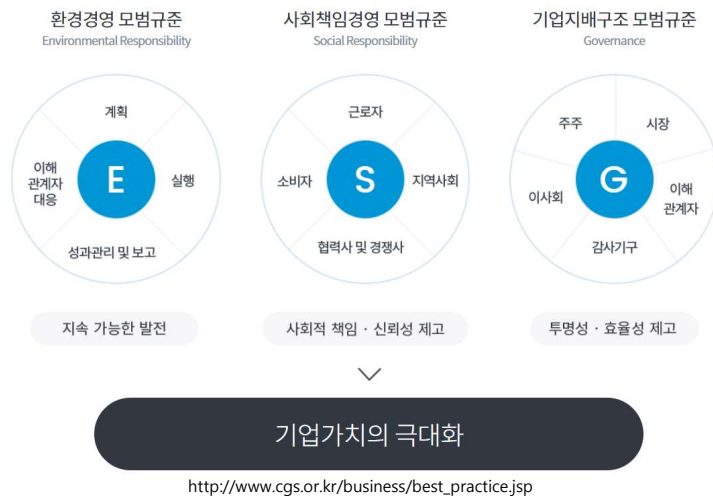 환경경영 모범규준
Environmental Responsibility
계획
이해
관계자
대응
E
실행
성과관리 및 보고
지속 가능한 발전
사회책임경영 모범규준
Social Responsibility
근로자
소비자
S
지역사회
협력사 및 경쟁사
사회적 책임 · 신뢰성 제고
기업지배구조 모범규준
Governance
주주
시장
이사회
G
이해
관계자
감사기구
투명성 · 효율성 제고
기업가치의 극대화
http://www.cgs.or.kr/business/best_practice.jsp